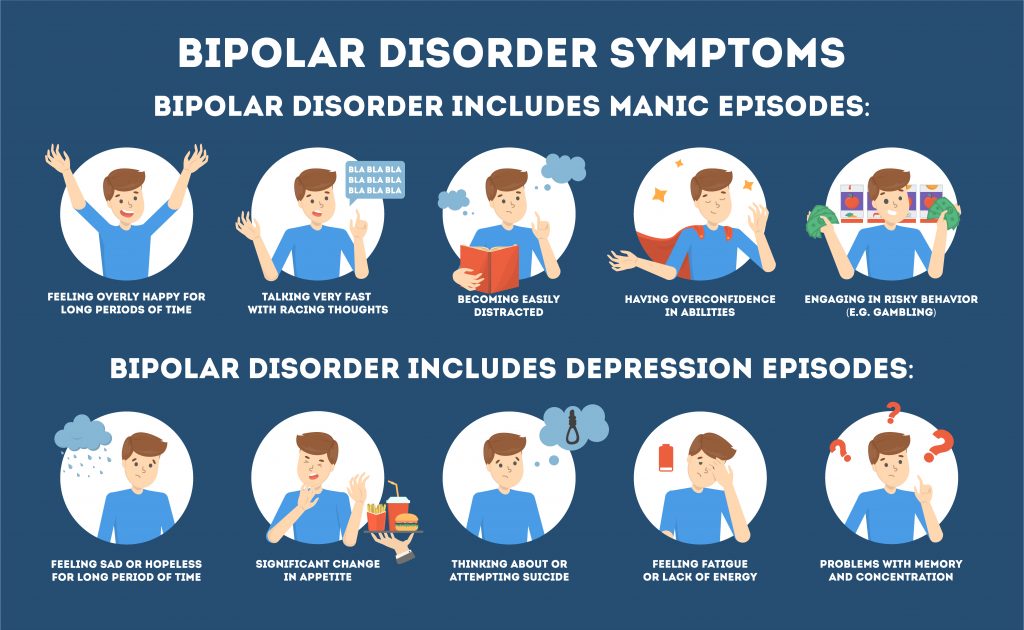 BIPOLAR DISORDER SYMPTOMS
BIPOLAR DISORDER INCLUDES MANIC EPISODES:
BLA BLA BLA
BLA BLA BLA
BLA BLA BLA
FEELING OVERLY HAPPY FOR
LONG PERIODS OF TIME
TALKING VERY FAST
WITH RACING THOUGHTS
BECOMING EASILY
DISTRACTED
HAVING OVERCONFIDENCE
IN ABILITIES
ENGAGING IN RISKY BEHAVIOR
(E.G. GAMBLING)
BIPOLAR DISORDER INCLUDES DEPRESSION EPISODES:
? ? ?
FEELING SAD OR HOPELESS
FOR LONG PERIOD OF TIME
SIGNIFICANT CHANGE
IN APPETITE
THINKING ABOUT OR
ATTEMPTING SUICIDE
FEELING FATIGUE
OR LACK OF ENERGY
PROBLEMS WITH MEMORY
AND CONCENTRATION